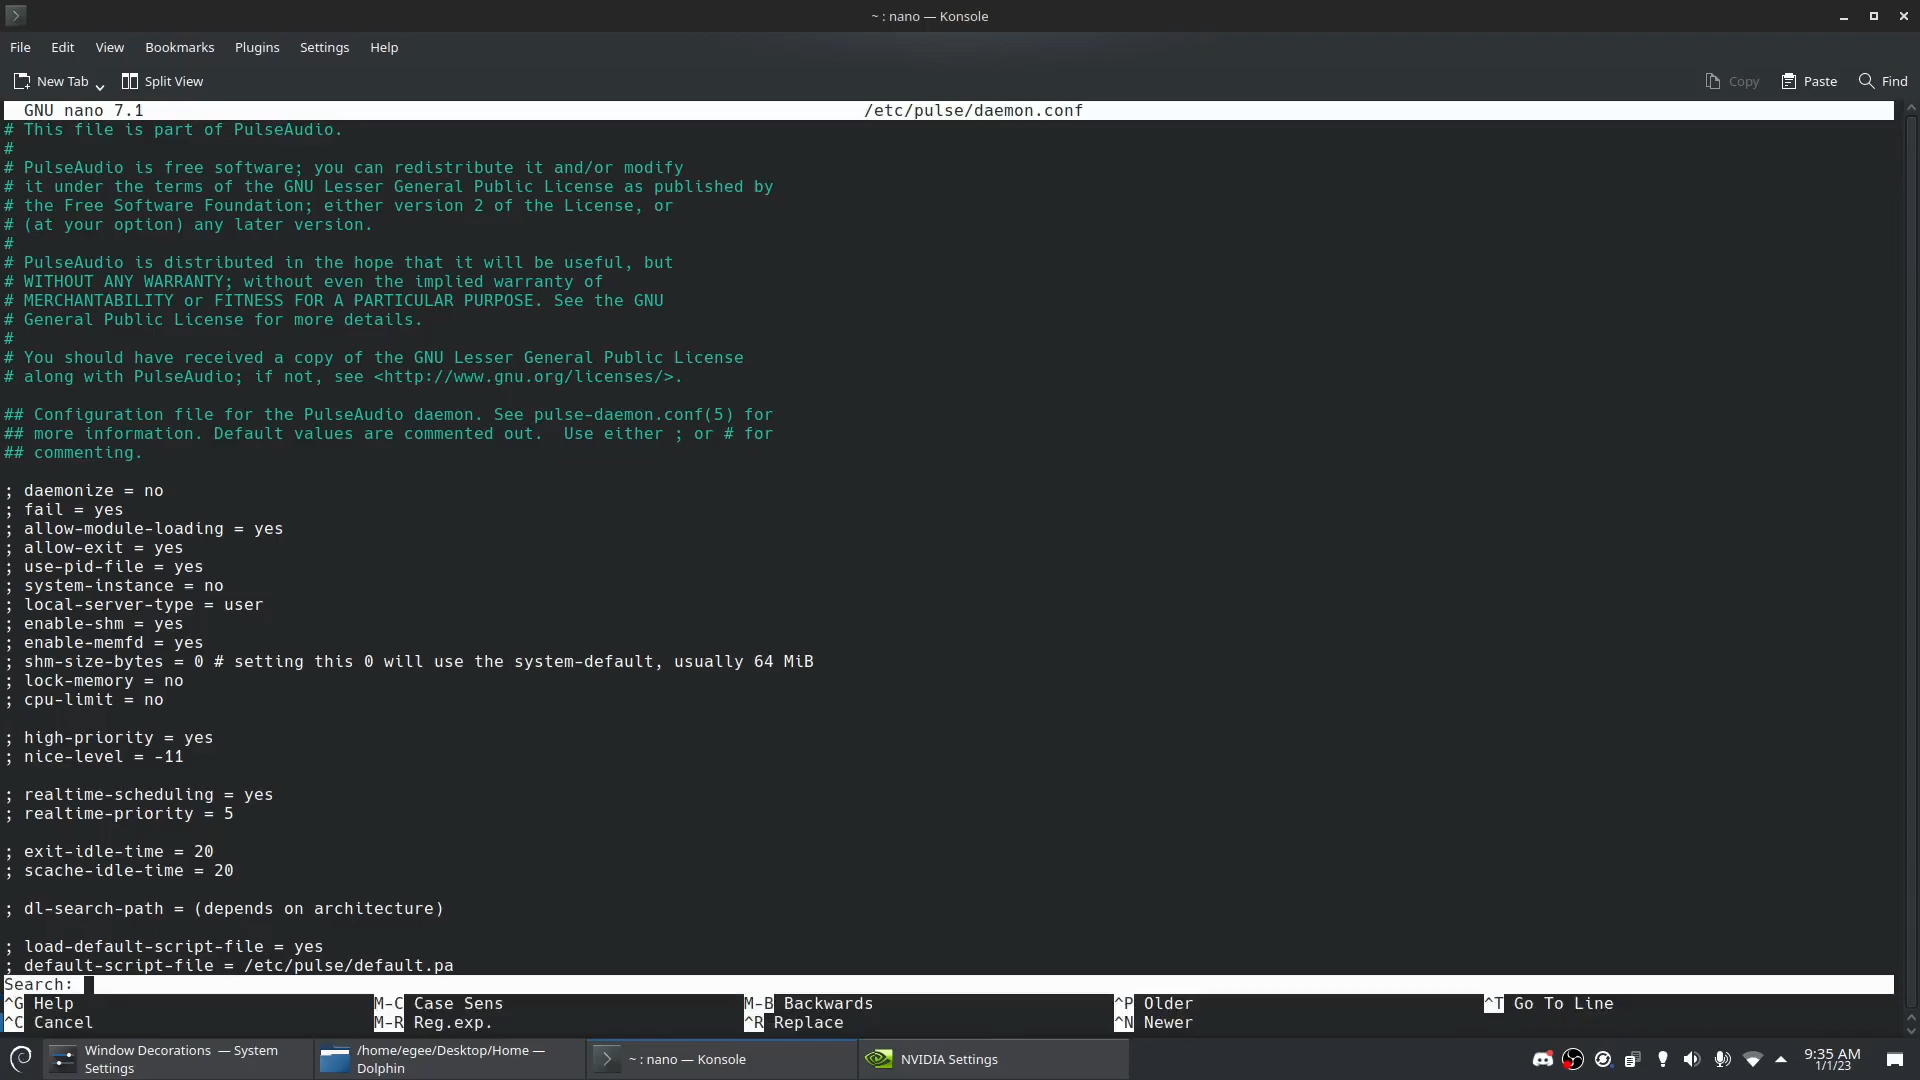 ~ : nano — Konsole
File Edit View Bookmarks Plugins Settings Help
New Tab Split View Copy Paste Find
GNU nano 7.1 /etc/pulse/daemon.conf
# This file is part of PulseAudio.
#
# PulseAudio is free software; you can redistribute it and/or modify
# it under the terms of the GNU Lesser General Public License as published by
# the Free Software Foundation; either version 2 of the License, or
# (at your option) any later version.
#
# PulseAudio is distributed in the hope that it will be useful, but
# WITHOUT ANY WARRANTY; without even the implied warranty of
# MERCHANTABILITY or FITNESS FOR A PARTICULAR PURPOSE. See the GNU
# General Public License for more details.
#
# You should have received a copy of the GNU Lesser General Public License
# along with PulseAudio; if not, see <http://www.gnu.org/licenses/>.
## Configuration file for the PulseAudio daemon. See pulse-daemon.conf(5) for
## more information. Default values are commented out.  Use either ; or # for
## commenting.
; daemonize = no
; fail = yes
; allow-module-loading = yes
; allow-exit = yes
; use-pid-file = yes
; system-instance = no
; local-server-type = user
; enable-shm = yes
; enable-memfd = yes
; shm-size-bytes = 0 # setting this 0 will use the system-default, usually 64 MiB
; lock-memory = no
; cpu-limit = no
; high-priority = yes
; nice-level = -11
; realtime-scheduling = yes
; realtime-priority = 5
; exit-idle-time = 20
; scache-idle-time = 20
; dl-search-path = (depends on architecture)
; load-default-script-file = yes
; default-script-file = /etc/pulse/default.pa
Search:
^G Help M-C Case Sens M-B Backwards ^P Older ^T Go To Line
^C Cancel M-R Reg.exp. ^R Replace ^N Newer
Window Decorations — System Settings
/home/egee/Desktop/Home — Dolphin
~ : nano — Konsole
NVIDIA Settings
9:35 AM
1/1/23